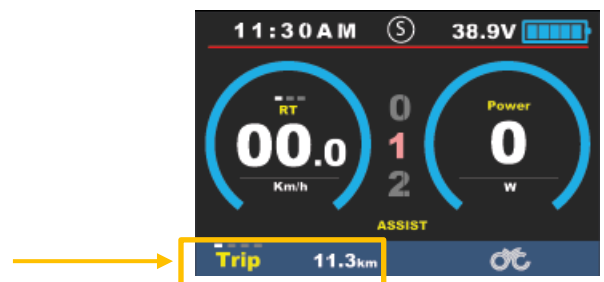 11:30AM S 38.9V
RT
00.0
Km/h
0
1
2
ASSIST
Power
0
W
Trip 11.3km